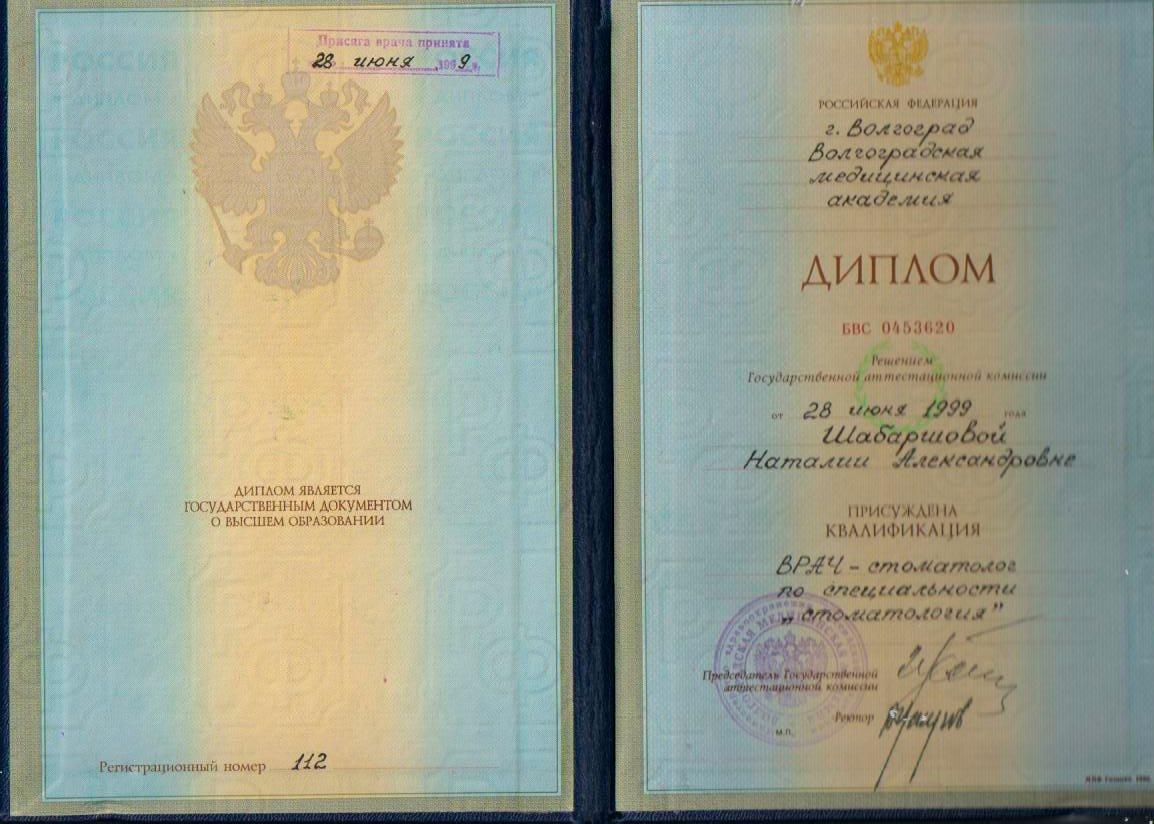 Присяга врача принята
28 июня 1999 г.
РОССИЯ
ДИПЛОМ
ДИПЛОМ ЯВЛЯЕТСЯ
ГОСУДАРСТВЕННЫМ ДОКУМЕНТОМ
О ВЫСШЕМ ОБРАЗОВАНИИ
Регистрационный номер 112
РОССИЙСКАЯ ФЕДЕРАЦИЯ
г. Волгоград
Волгоградская
медицинская
академия
ДИПЛОМ
БВС 0453620
Решением
Государственной аттестационной комиссии
от 28 июня 1999 года
Шабаршовой
Наталии Александровне
ПРИСУЖДЕНА
КВАЛИФИКАЦИЯ
ВРАЧ - стоматолог
по специальности
„стоматология"
Председатель Государственной
аттестационной комиссии
Ректор
М.П.